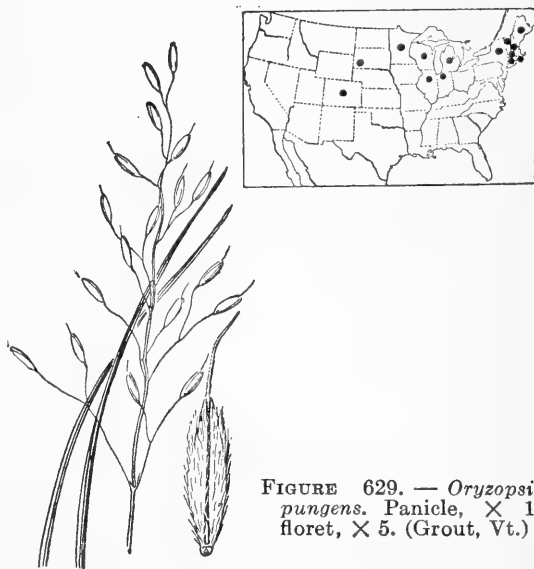 FIGURE 629. — Oryzopsi
pungens. Panicle, × 1
floret, × 5. (Grout, Vt.)